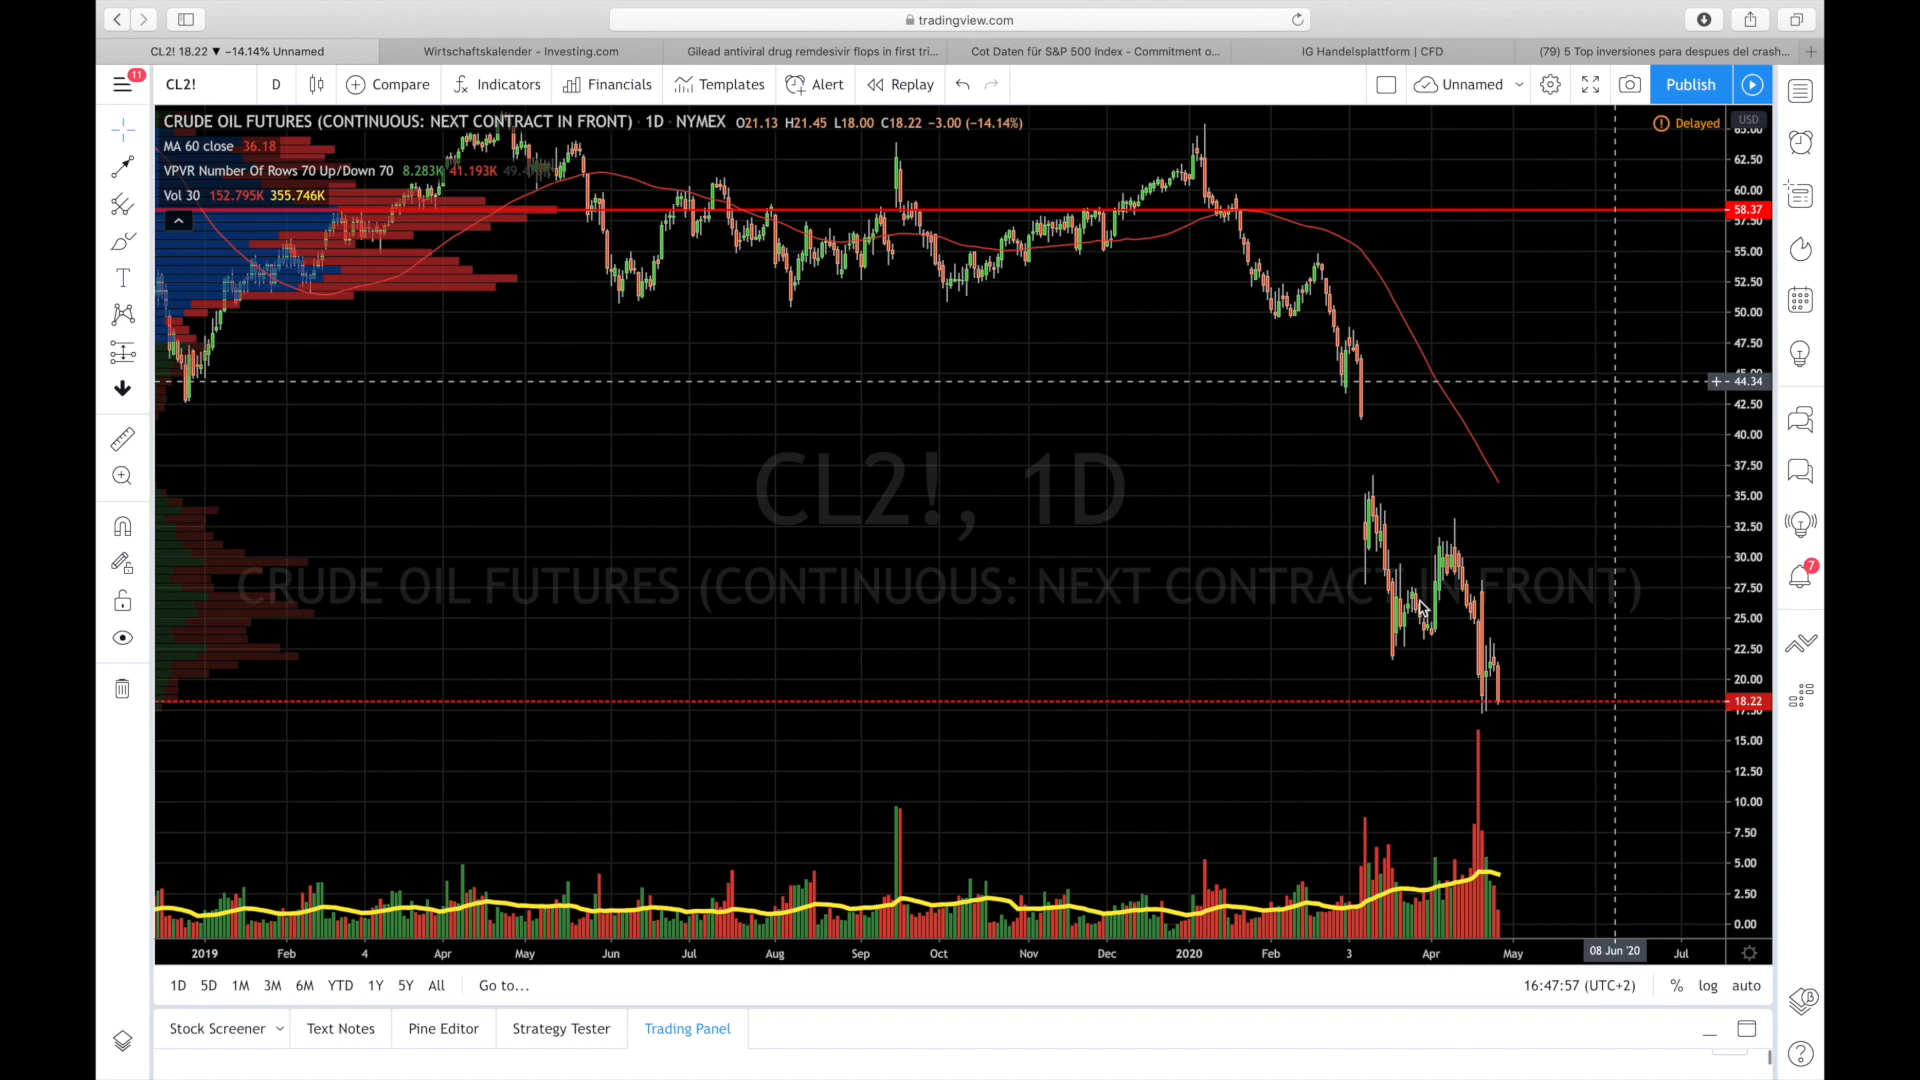 tradingview.com
CL2! 18.22 ▼ −14.14% Unnamed
Wirtschaftskalender - Investing.com
Gilead antiviral drug remdesivir flops in first tri...
Cot Daten für S&P 500 Index - Commitment o...
IG Handelsplattform | CFD
(79) 5 Top inversiones para despues del crash...
11
CL2!
D
Compare
Indicators
Financials
Templates
Alert
Replay
Unnamed
Publish
CRUDE OIL FUTURES (CONTINUOUS: NEXT CONTRACT IN FRONT) · 1D · NYMEX O21.13 H21.45 L18.00 C18.22 −3.00 (−14.14%)
Delayed
USD
MA 60 close 36.18
VPVR Number Of Rows 70 Up/Down 70 8.283K 41.193K
Vol 30 152.795K 355.746K
65.00
62.50
60.00
58.37
57.50
55.00
52.50
50.00
47.50
45.00
44.34
42.50
40.00
37.50
35.00
32.50
30.00
27.50
25.00
22.50
20.00
18.22
17.50
15.00
12.50
10.00
7.50
5.00
2.50
0.00
CL2!, 1D
CRUDE OIL FUTURES (CONTINUOUS: NEXT CONTRACT IN FRONT)
7
2019 Feb 4 Apr May Jun Jul Aug Sep Oct Nov Dec 2020 Feb 3 Apr May 08 Jun '20 Jul
1D 5D 1M 3M 6M YTD 1Y 5Y All Go to...
16:47:57 (UTC+2) % log auto
Stock Screener
Text Notes
Pine Editor
Strategy Tester
Trading Panel